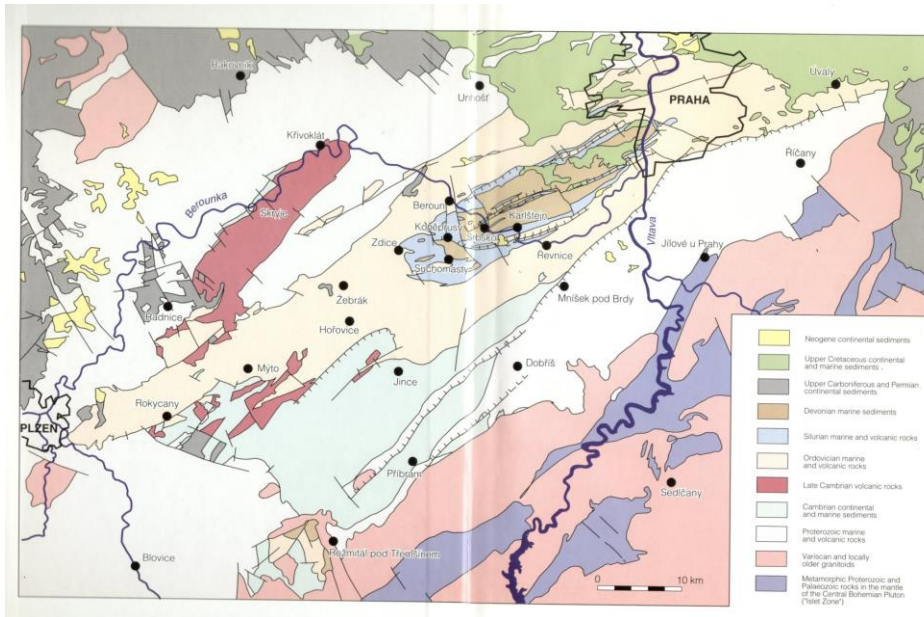 Rakovník
Unhošť
PRAHA
Úvaly
Křivoklát
Říčany
Berounka
Skryje
Beroun
Karlštejn
Koněprusy
Srbsko
Zdice
Řevnice
Vltava
Jílové u Prahy
Suchomasty
Žebrák
Mníšek pod Brdy
Radnice
Hořovice
Mýto
Jince
Dobříš
Rokycany
PLZEŇ
Příbram
Sedlčany
Rožmitál pod Třemšínem
Blovice
0 10 km
Neogene continental sediments
Upper Cretaceous continental
and marine sediments
Upper Carboniferous and Permian
continental sediments
Devonian marine sediments
Silurian marine and volcanic rocks
Ordovician marine
and volcanic rocks
Late Cambrian volcanic rocks
Cambrian continental
and marine sediments
Proterozoic marine
and volcanic rocks
Variscan and locally
older granitoids
Metamorphic Proterozoic and
Palaeozoic rocks in the mantle
of the Central Bohemian Pluton
("Islet Zone")